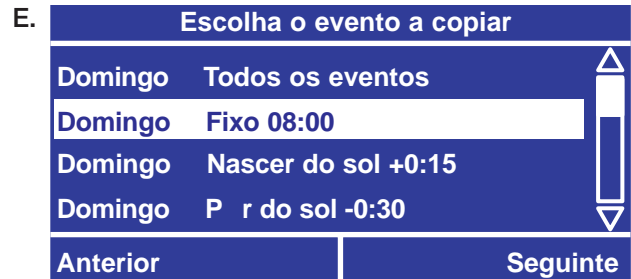 E.
Escolha o evento a copiar
Domingo Todos os eventos
Domingo Fixo 08:00
Domingo Nascer do sol +0:15
Domingo P r do sol -0:30
Anterior Seguinte